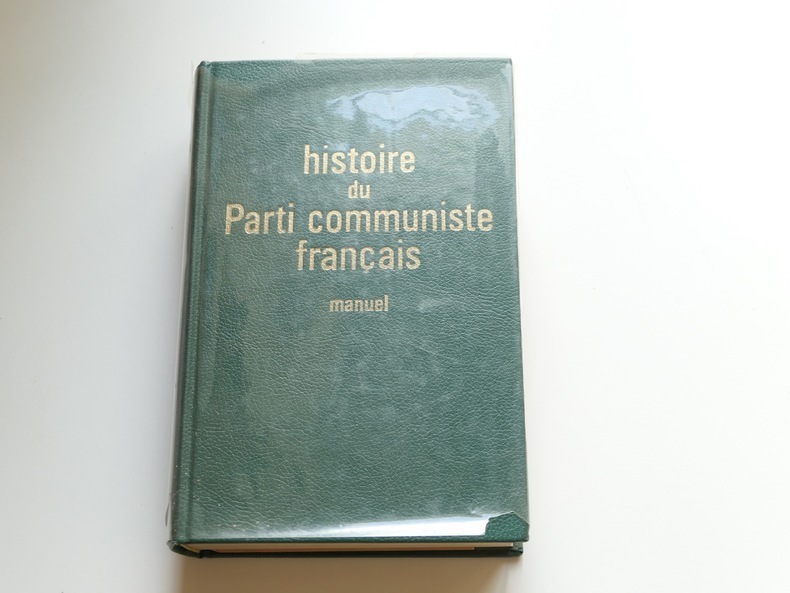 histoire
du
Parti communiste
français
manuel